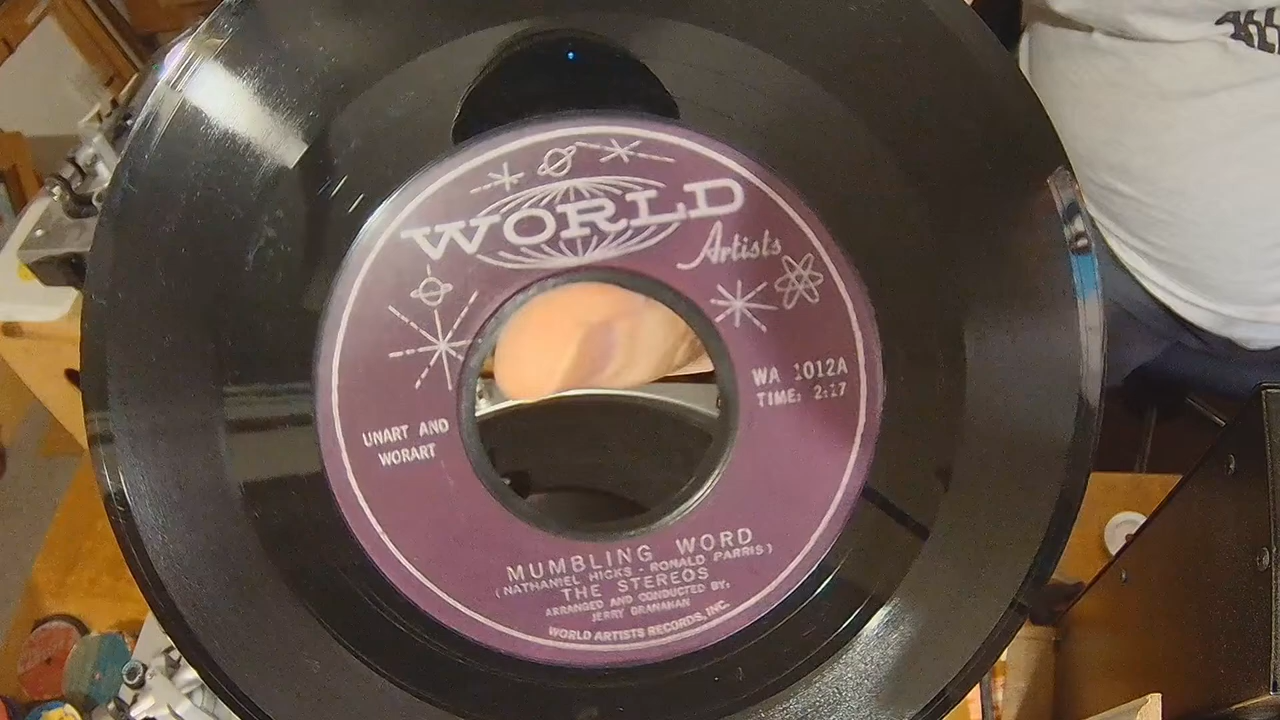 WORLD
Artists
WA 1012A
TIME: 2:17
UNART AND
WORART
MUMBLING WORD
(NATHANIEL HICKS - RONALD PARRIS)
THE STEREOS
ARRANGED AND CONDUCTED BY,
JERRY BRANAHAN
WORLD ARTISTS RECORDS, INC.